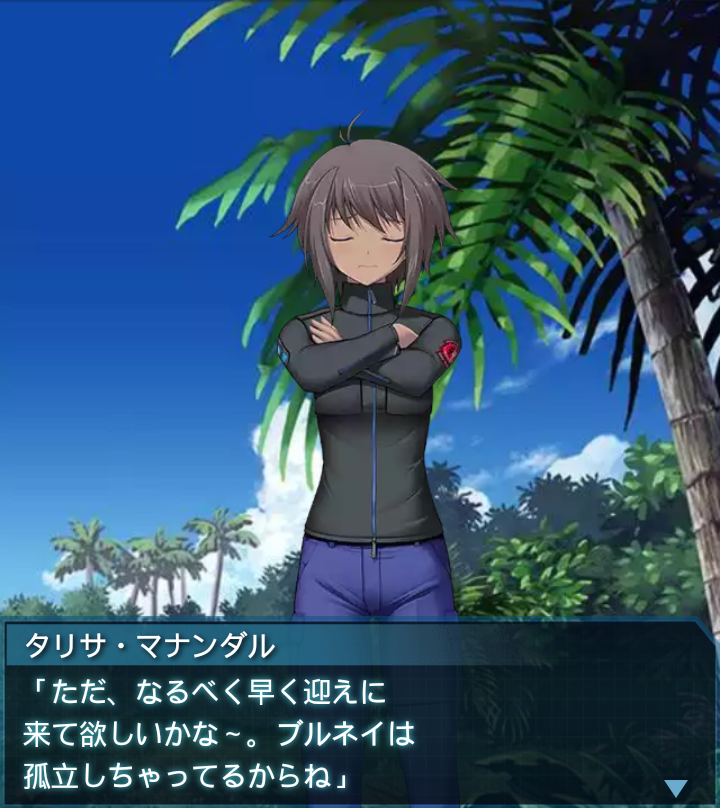 タリサ・マナンダル
「ただ、なるべく早く迎えに
来て欲しいかな～。ブルネイは
孤立しちゃってるからね」